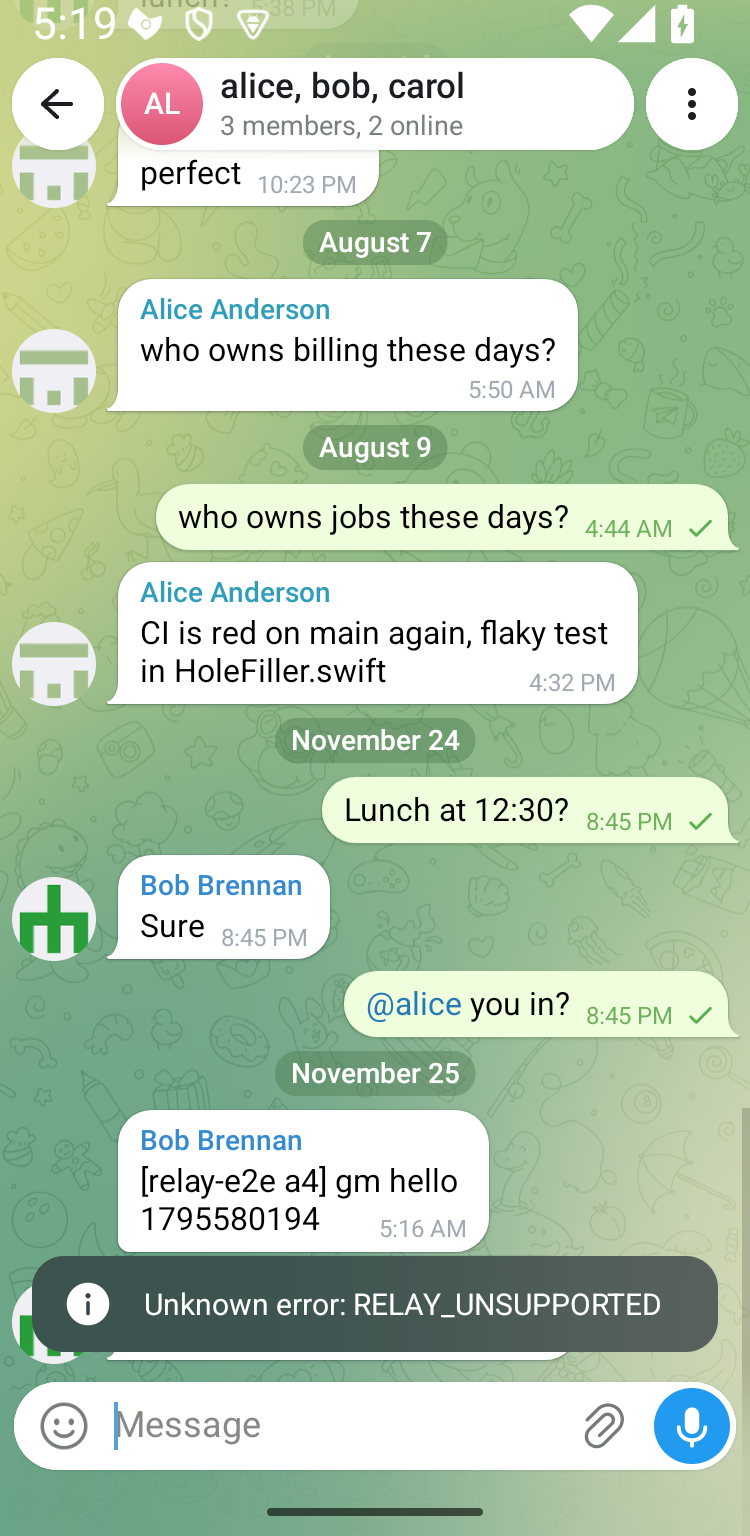 5:19
lunch? 5:38 PM
AL
alice, bob, carol
3 members, 2 online
perfect 10:23 PM
August 7
Alice Anderson
who owns billing these days?
5:50 AM
August 9
who owns jobs these days? 4:44 AM
Alice Anderson
CI is red on main again, flaky test
in HoleFiller.swift 4:32 PM
November 24
Lunch at 12:30? 8:45 PM
Bob Brennan
Sure 8:45 PM
@alice you in? 8:45 PM
November 25
Bob Brennan
[relay-e2e a4] gm hello
1795580194 5:16 AM
Unknown error: RELAY_UNSUPPORTED
Message